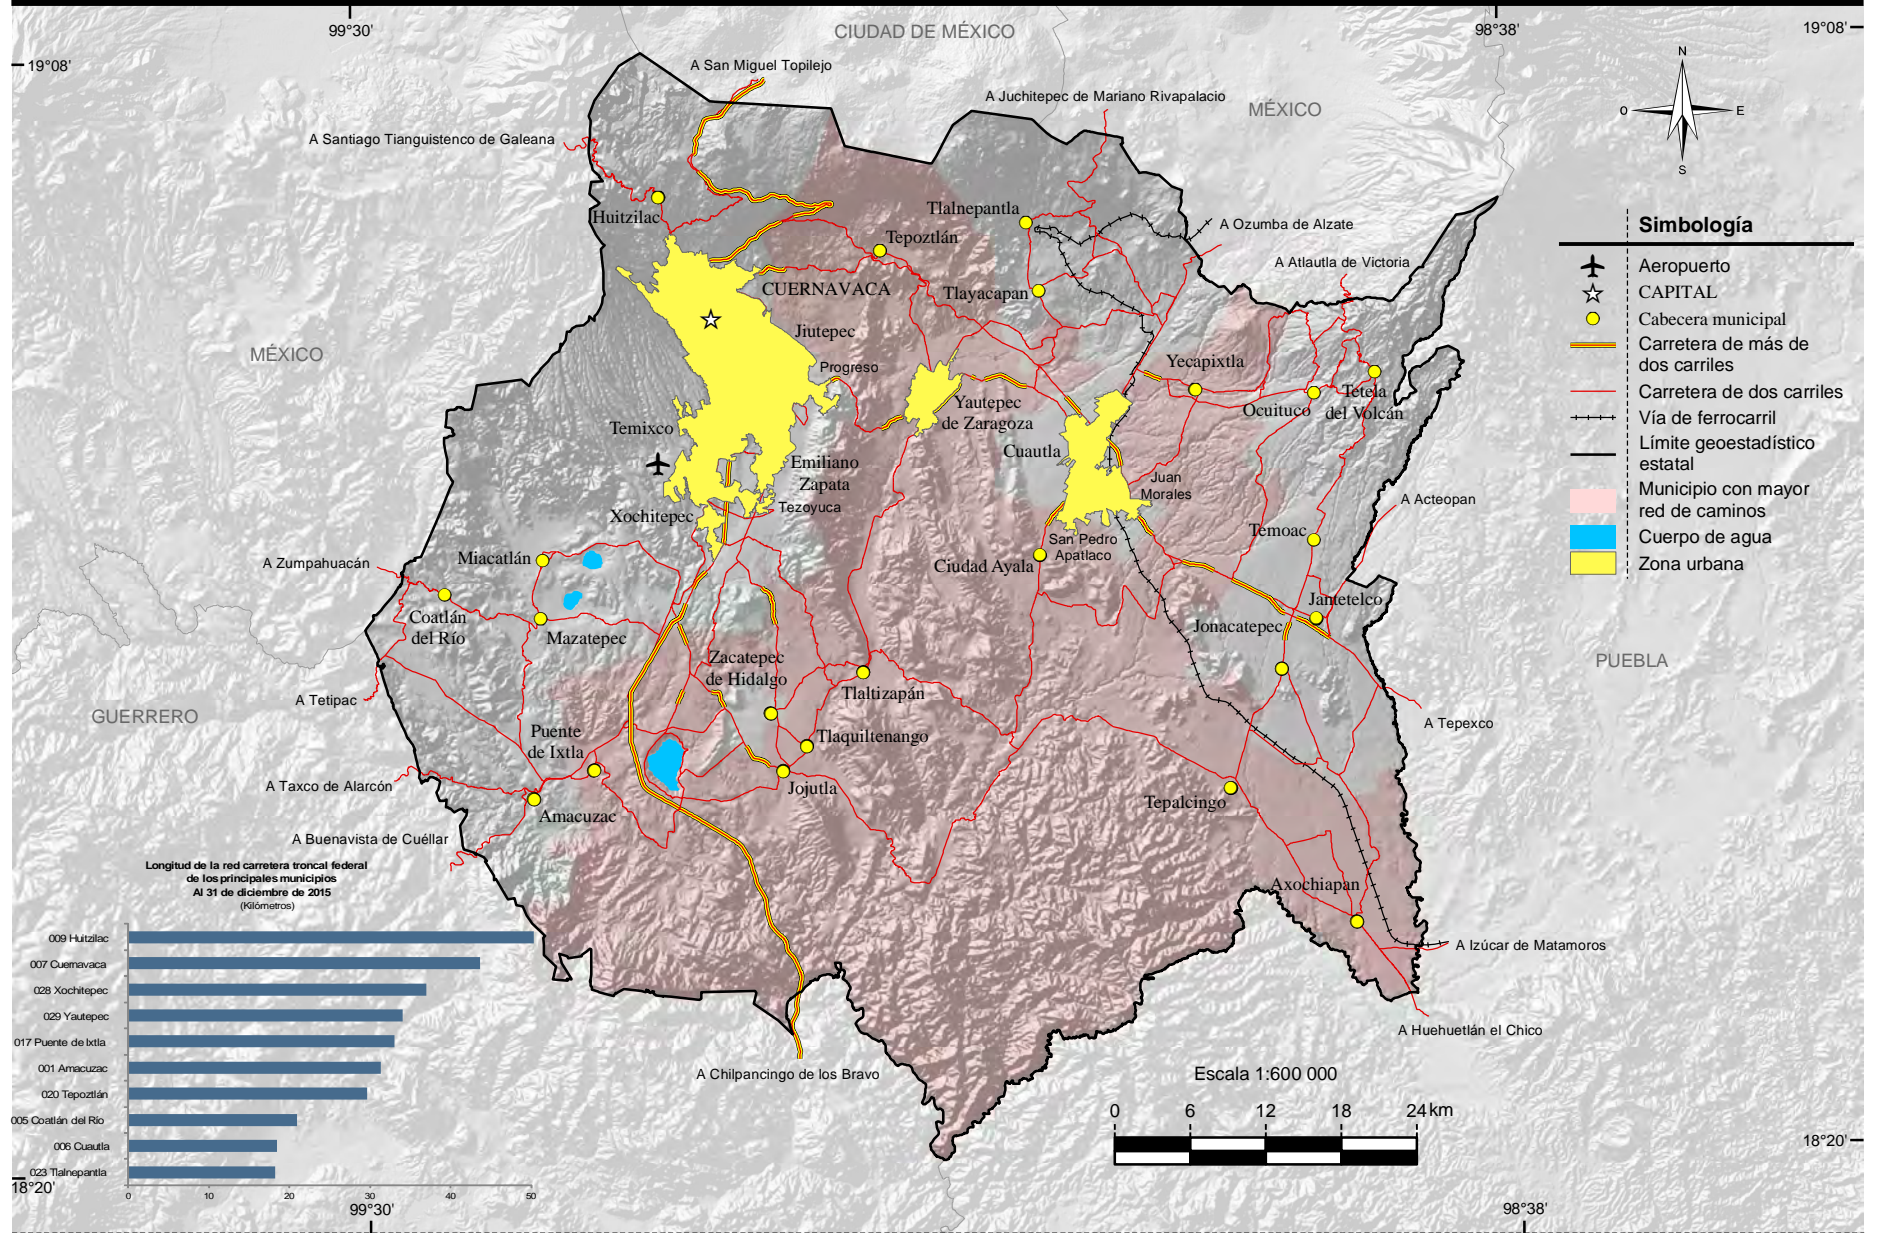 99°30'
CIUDAD DE MÉXICO
98°38'
19°08'
19°08'
A San Miguel Topilejo
A Juchitepec de Mariano Rivapalacio
MÉXICO
N
O
E
S
A Santiago Tianguistenco de Galeana
Huitzilac
Tlalnepantla
Tepoztlán
A Ozumba de Alzate
A Atlautla de Victoria
CUERNAVACA
Tlayacapan
Jiutepec
MÉXICO
Progreso
Yecapixtla
Yautepec
de Zaragoza
Ocuituco
Tetela
del Volcán
Temixco
Cuautla
Emiliano
Zapata
Juan
Morales
Tezoyuca
A Acteopan
Xochitepec
Temoac
San Pedro
Apatlaco
Miacatlán
A Zumpahuacán
Ciudad Ayala
Jantetelco
Coatlán
del Río
Mazatepec
Jonacatepec
Zacatepec
de Hidalgo
PUEBLA
Tlaltizapán
A Tetipac
GUERRERO
A Tepexco
Puente
de Ixtla
Tlaquiltenango
A Taxco de Alarcón
Jojutla
Tepalcingo
Amacuzac
A Buenavista de Cuéllar
Axochiapan
A Izúcar de Matamoros
A Huehuetlán el Chico
A Chilpancingo de los Bravo
Simbología
Aeropuerto
CAPITAL
Cabecera municipal
Carretera de más de
dos carriles
Carretera de dos carriles
Vía de ferrocarril
Límite geoestadístico
estatal
Municipio con mayor
red de caminos
Cuerpo de agua
Zona urbana
Longitud de la red carretera troncal federal
de los principales municipios
Al 31 de diciembre de 2015
(Kilómetros)
009 Huitzilac
007 Cuernavaca
028 Xochitepec
029 Yautepec
017 Puente de Ixtla
001 Amacuzac
020 Tepoztlán
005 Coatlán del Río
006 Cuautla
023 Tlalnepantla
0 10 20 30 40 50
Escala 1:600 000
0 6 12 18 24 km
18°20'
18°20'
99°30'
98°38'